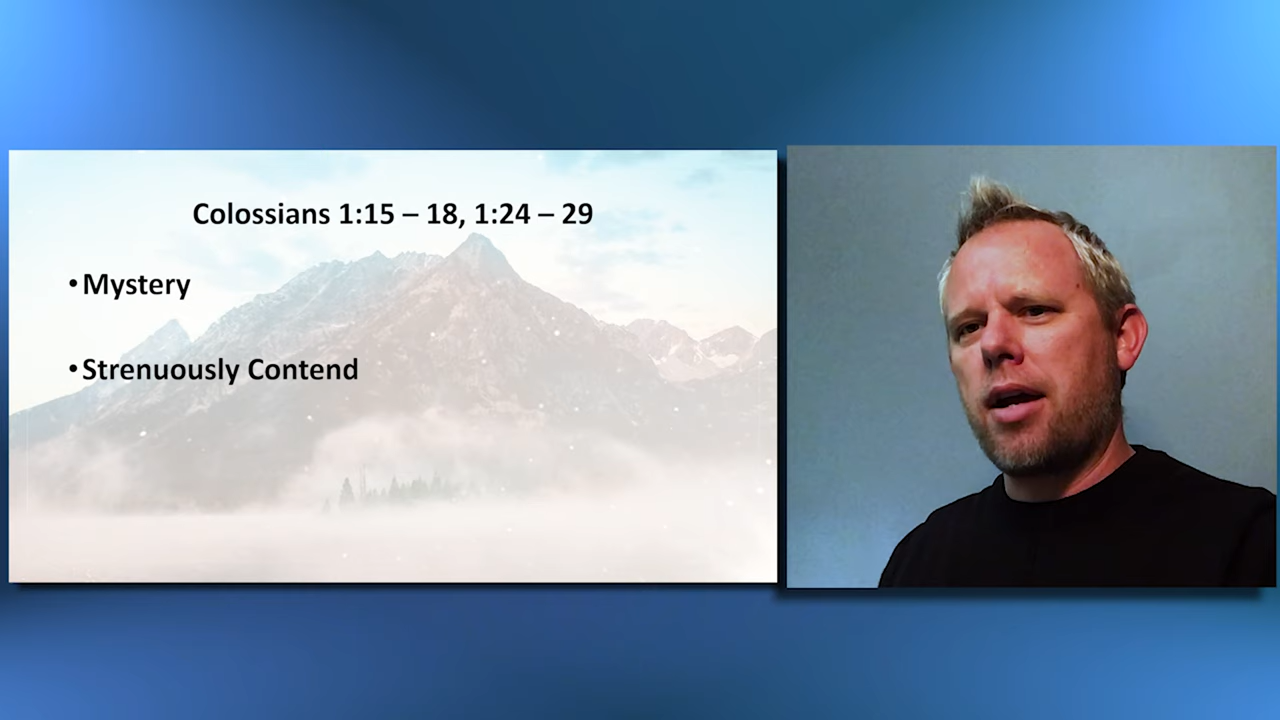 Colossians 1:15 – 18, 1:24 – 29
•Mystery
•Strenuously Contend